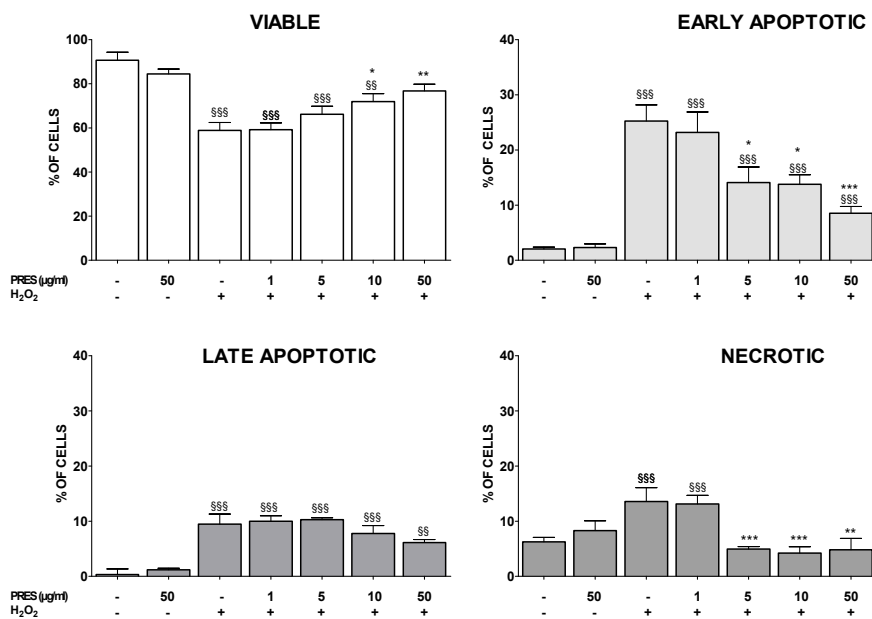 VIABLE
100
80
60
40
20
0
% OF CELLS
§§§ §§§ §§§ * §§ **
PRES (µg/ml) - 50 - 1 5 10 50
H₂O₂ - - + + + + +
EARLY APOPTOTIC
40
30
20
10
0
% OF CELLS
§§§ §§§ * §§§ * §§§ *** §§§
- 50 - 1 5 10 50
- - + + + + +
LATE APOPTOTIC
40
30
20
10
0
% OF CELLS
§§§ §§§ §§§ §§§ §§
PRES (µg/ml) - 50 - 1 5 10 50
H₂O₂ - - + + + + +
NECROTIC
40
30
20
10
0
% OF CELLS
§§§ §§§ *** *** **
- 50 - 1 5 10 50
- - + + + + +